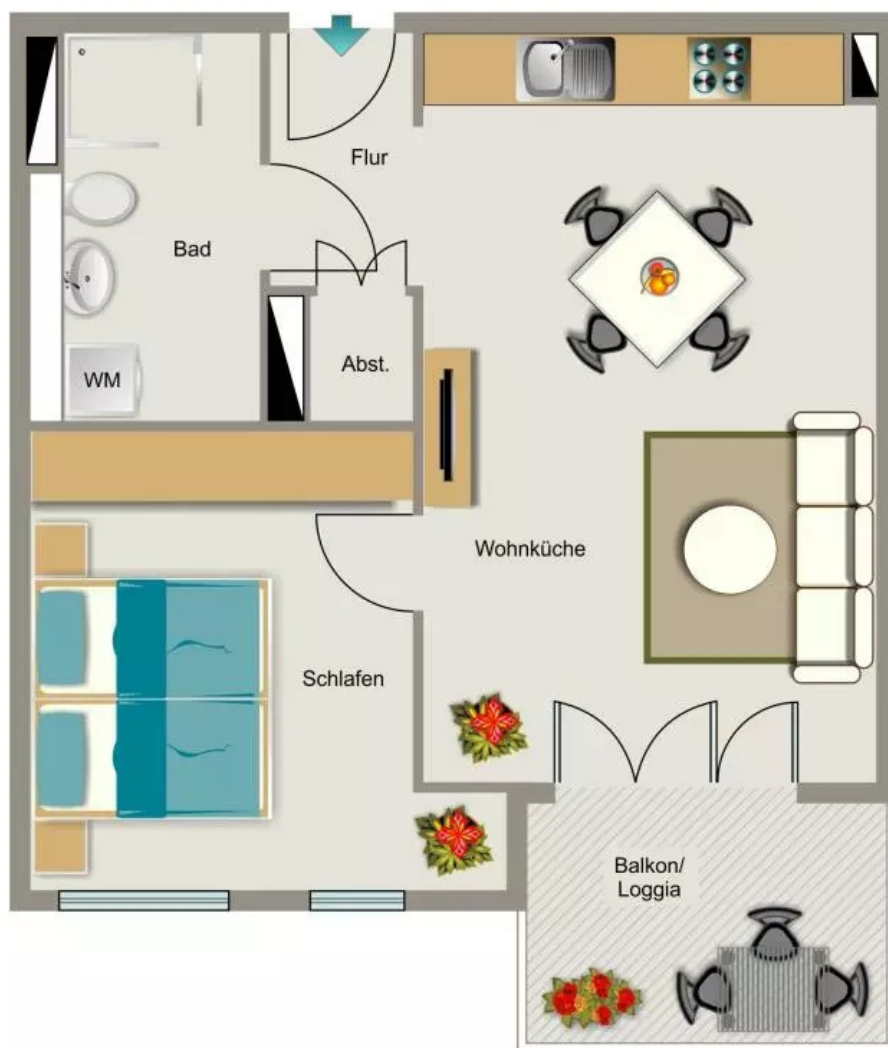 Flur
Bad
Abst.
WM
Wohnküche
Schlafen
Balkon/
Loggia